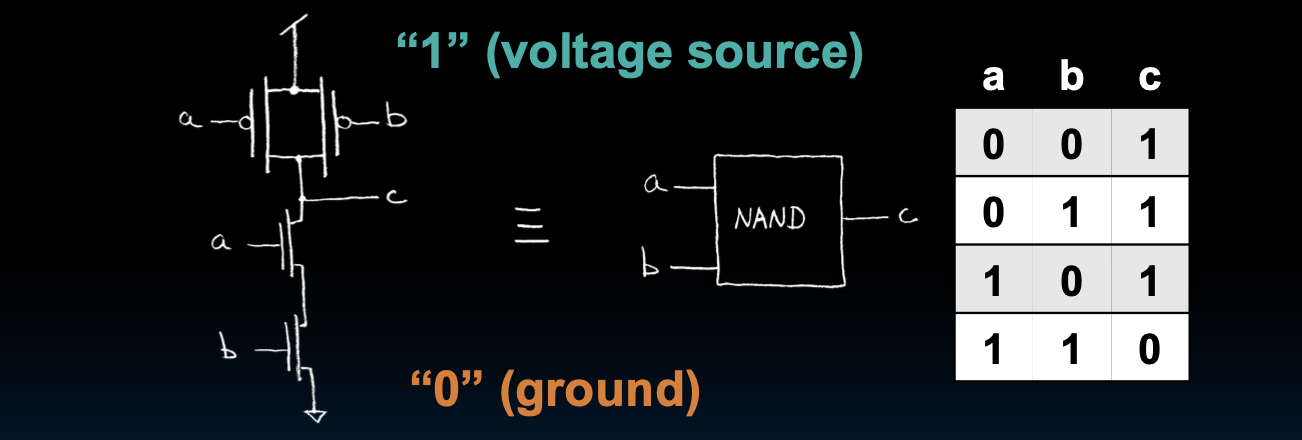 “1” (voltage source)
a
b
c
a
b
“0” (ground)
≡
a
b
NAND
c
a b c
0 0 1
0 1 1
1 0 1
1 1 0